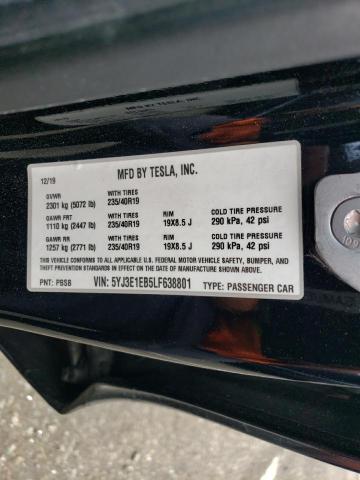 12/19 MFD BY TESLA, INC.
GVWR WITH TIRES
2301 kg (5072 lb) 235/40R19
GAWR FRT WITH TIRES RIM COLD TIRE PRESSURE
1110 kg (2447 lb) 235/40R19 19X8.5 J 290 kPa, 42 psi
GAWR RR WITH TIRES RIM COLD TIRE PRESSURE
1257 kg (2771 lb) 235/40R19 19X8.5 J 290 kPa, 42 psi
THIS VEHICLE CONFORMS TO ALL APPLICABLE U.S. FEDERAL MOTOR VEHICLE SAFETY, BUMPER, AND
THEFT PREVENTION STANDARDS IN EFFECT ON THE DATE OF MANUFACTURE SHOWN ABOVE.
PNT: PBSB VIN: 5YJ3E1EB5LF638801 TYPE: PASSENGER CAR